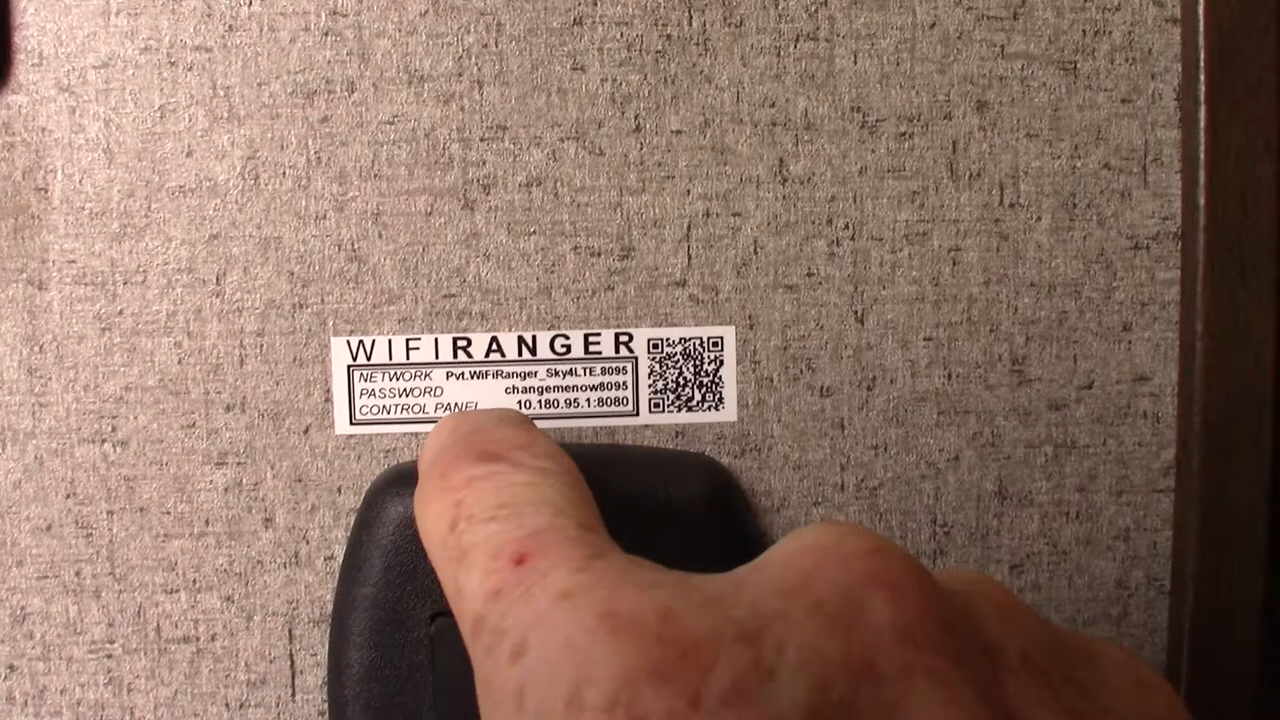 WIFIRANGER
NETWORK Pvt.WiFiRanger_Sky4LTE.8095
PASSWORD changemenow8095
CONTROL PANEL 10.180.95.1:8080